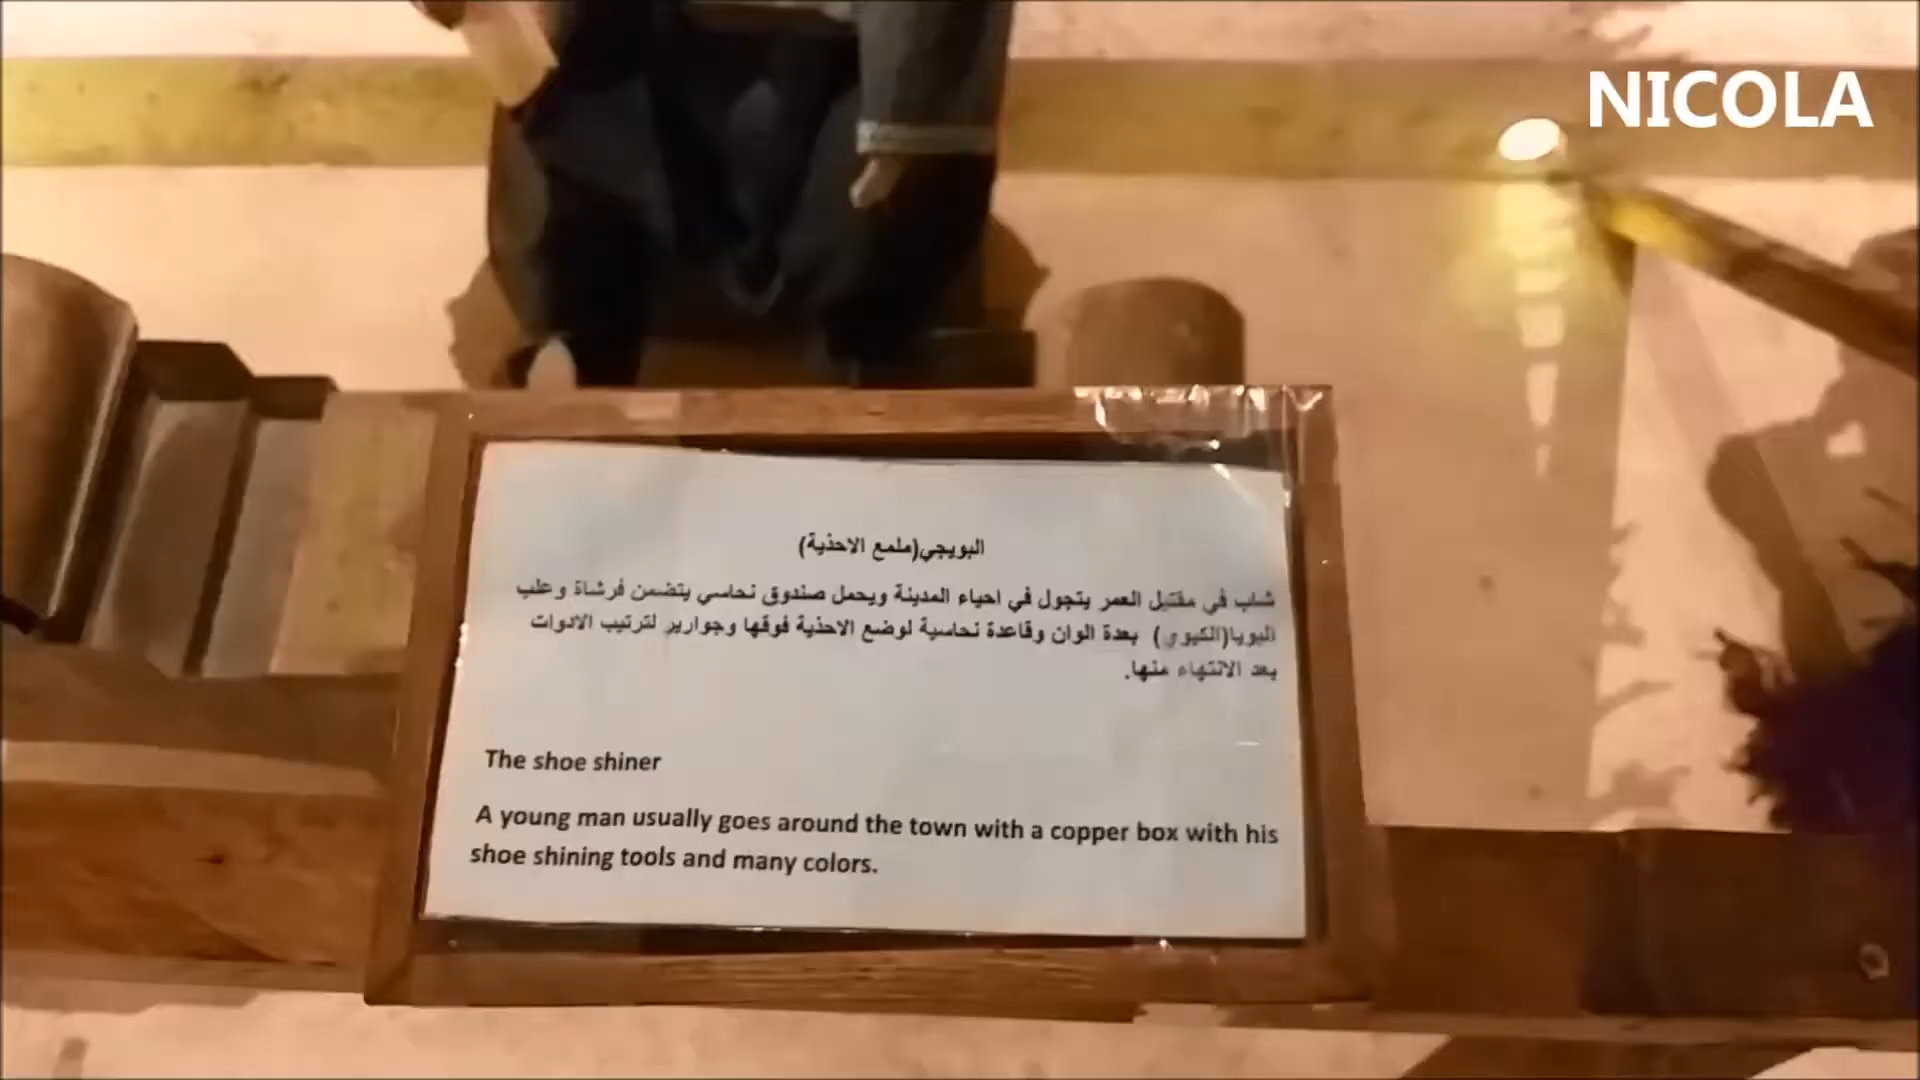 NICOLA
البويجي(ملمع الاحذية)
شاب في مقتبل العمر يتجول في احياء المدينة ويحمل صندوق نحاسي يتضمن فرشاة وعلب
البويا(الكيوي) بعدة الوان وقاعدة نحاسية لوضع الاحذية فوقها وجوارير لترتيب الادوات
بعد الانتهاء منها.
The shoe shiner
A young man usually goes around the town with a copper box with his
shoe shining tools and many colors.